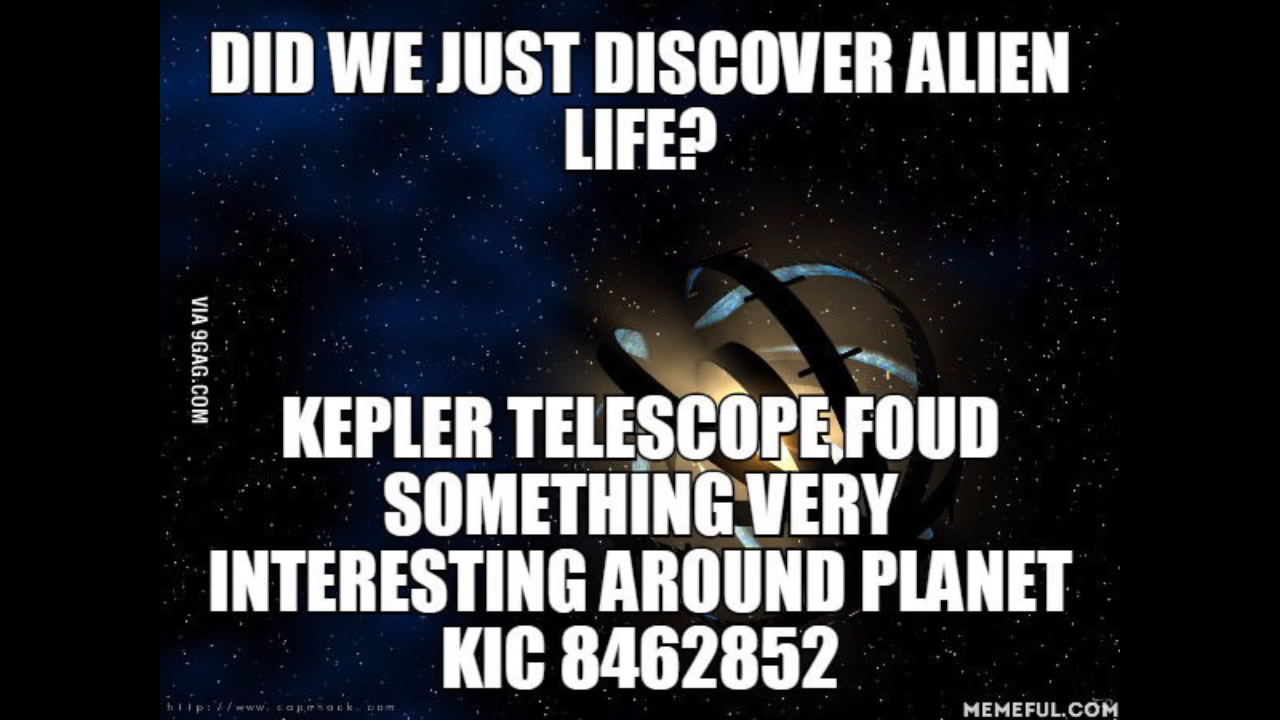 DID WE JUST DISCOVER ALIEN
LIFE?
VIA 9GAG.COM
KEPLER TELESCOPE FOUD
SOMETHING VERY
INTERESTING AROUND PLANET
KIC 8462852
MEMEFUL.COM